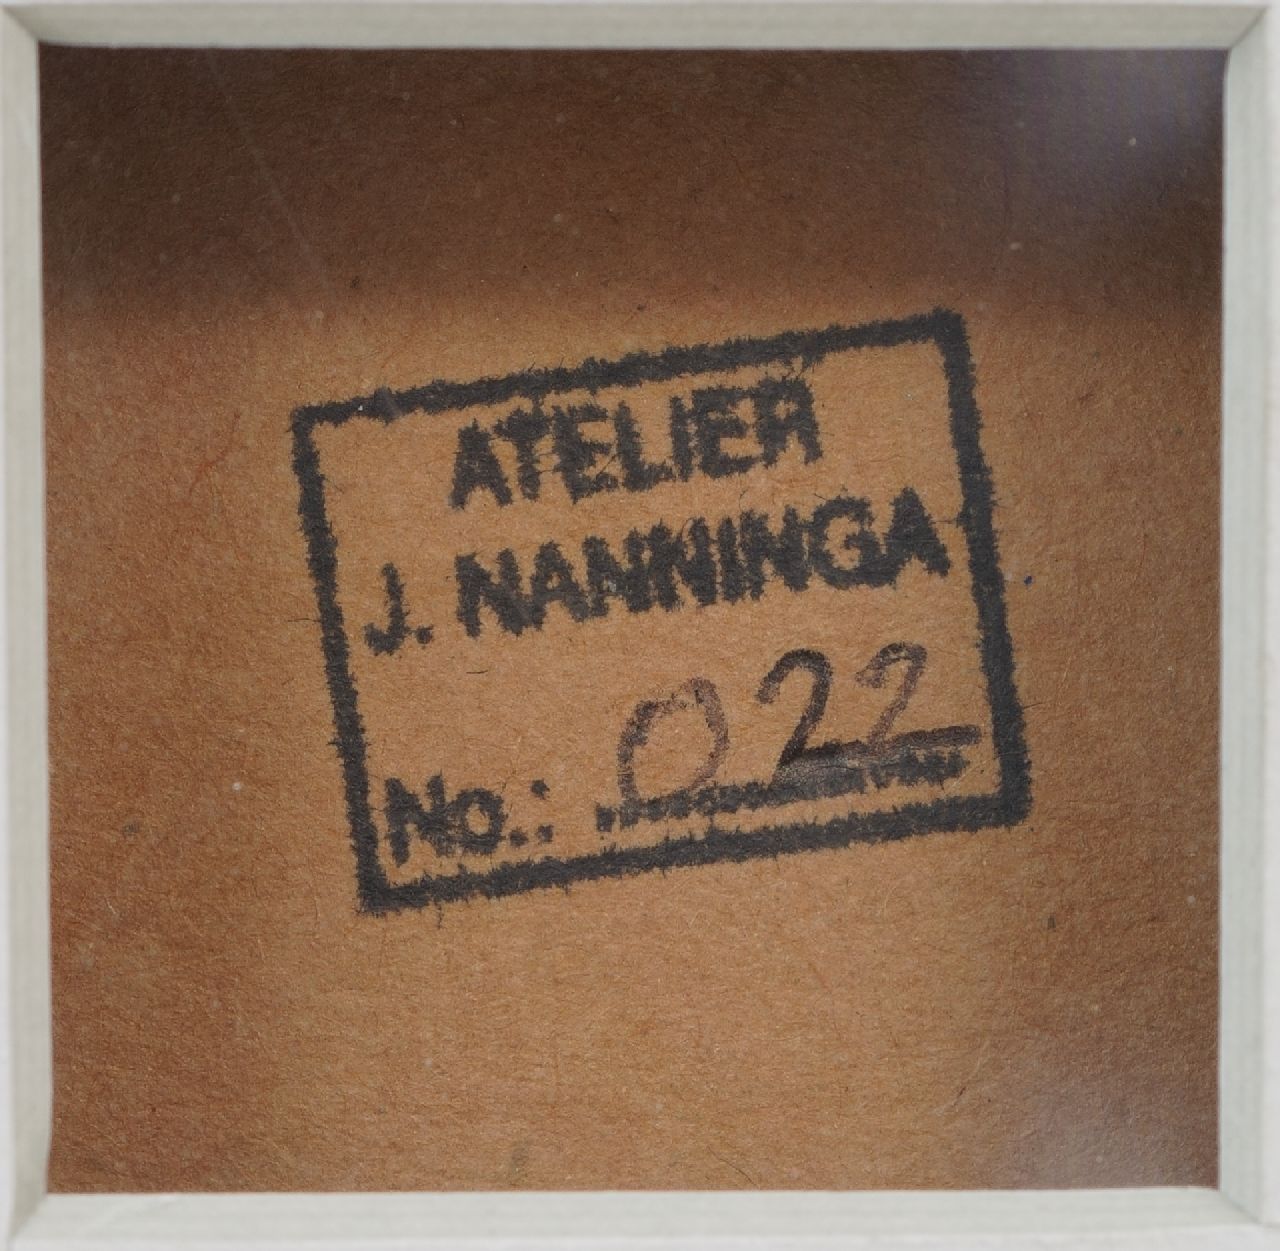 ATELIER
J. NANNINGA
No.: 022